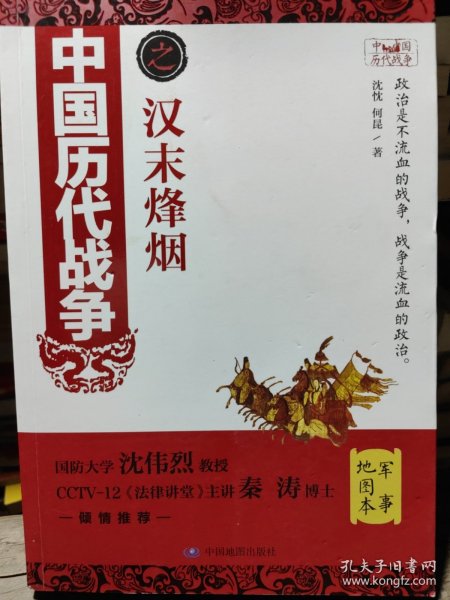 中国历代战争
之
汉末烽烟
中国
历代战争
沈忱 何昆/著
政治是不流血的战争，战争是流血的政治。
国防大学 沈伟烈 教授
CCTV-12《法律讲堂》主讲 秦涛 博士
—倾情推荐—
军事
地图本
中国地图出版社
孔夫子旧书网
www.kongfz.com